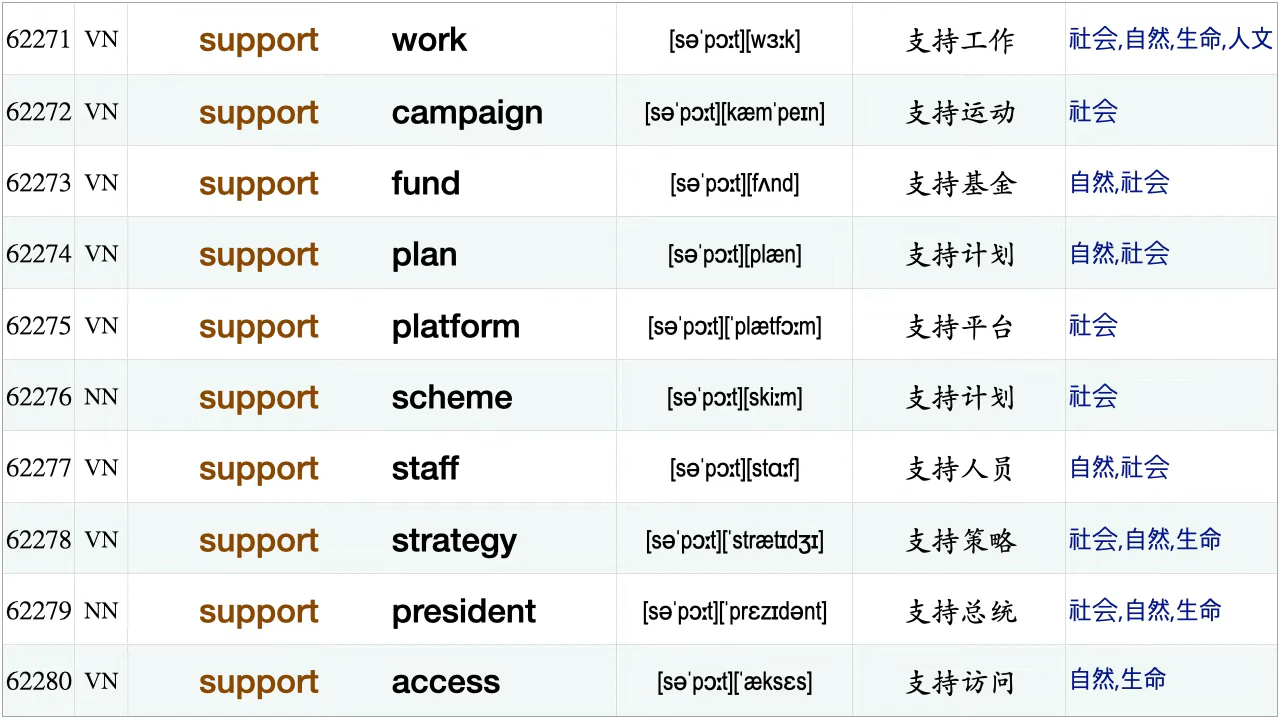 62271 VN support work [səˈpɔːt][wɜːk] 支持工作 社会,自然,生命,人文
62272 VN support campaign [səˈpɔːt][kæmˈpeɪn] 支持运动 社会
62273 VN support fund [səˈpɔːt][fʌnd] 支持基金 自然,社会
62274 VN support plan [səˈpɔːt][plæn] 支持计划 自然,社会
62275 VN support platform [səˈpɔːt][ˈplætfɔːm] 支持平台 社会
62276 NN support scheme [səˈpɔːt][skiːm] 支持计划 社会
62277 VN support staff [səˈpɔːt][stɑːf] 支持人员 自然,社会
62278 VN support strategy [səˈpɔːt][ˈstrætɪdʒɪ] 支持策略 社会,自然,生命
62279 NN support president [səˈpɔːt][ˈprɛzɪdənt] 支持总统 社会,自然,生命
62280 VN support access [səˈpɔːt][ˈæksɛs] 支持访问 自然,生命